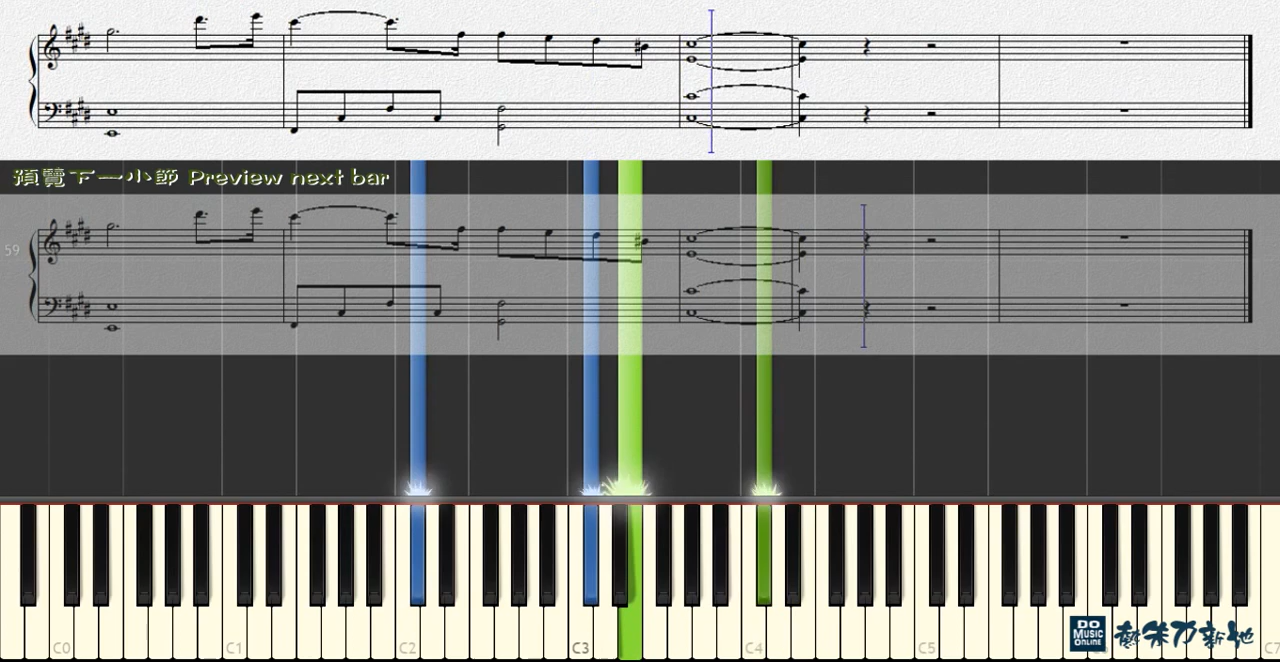 預覽下一小節 Preview next bar
59
C0 C1 C2 C3 C4 C5 C7
DO
MUSIC
ONLINE